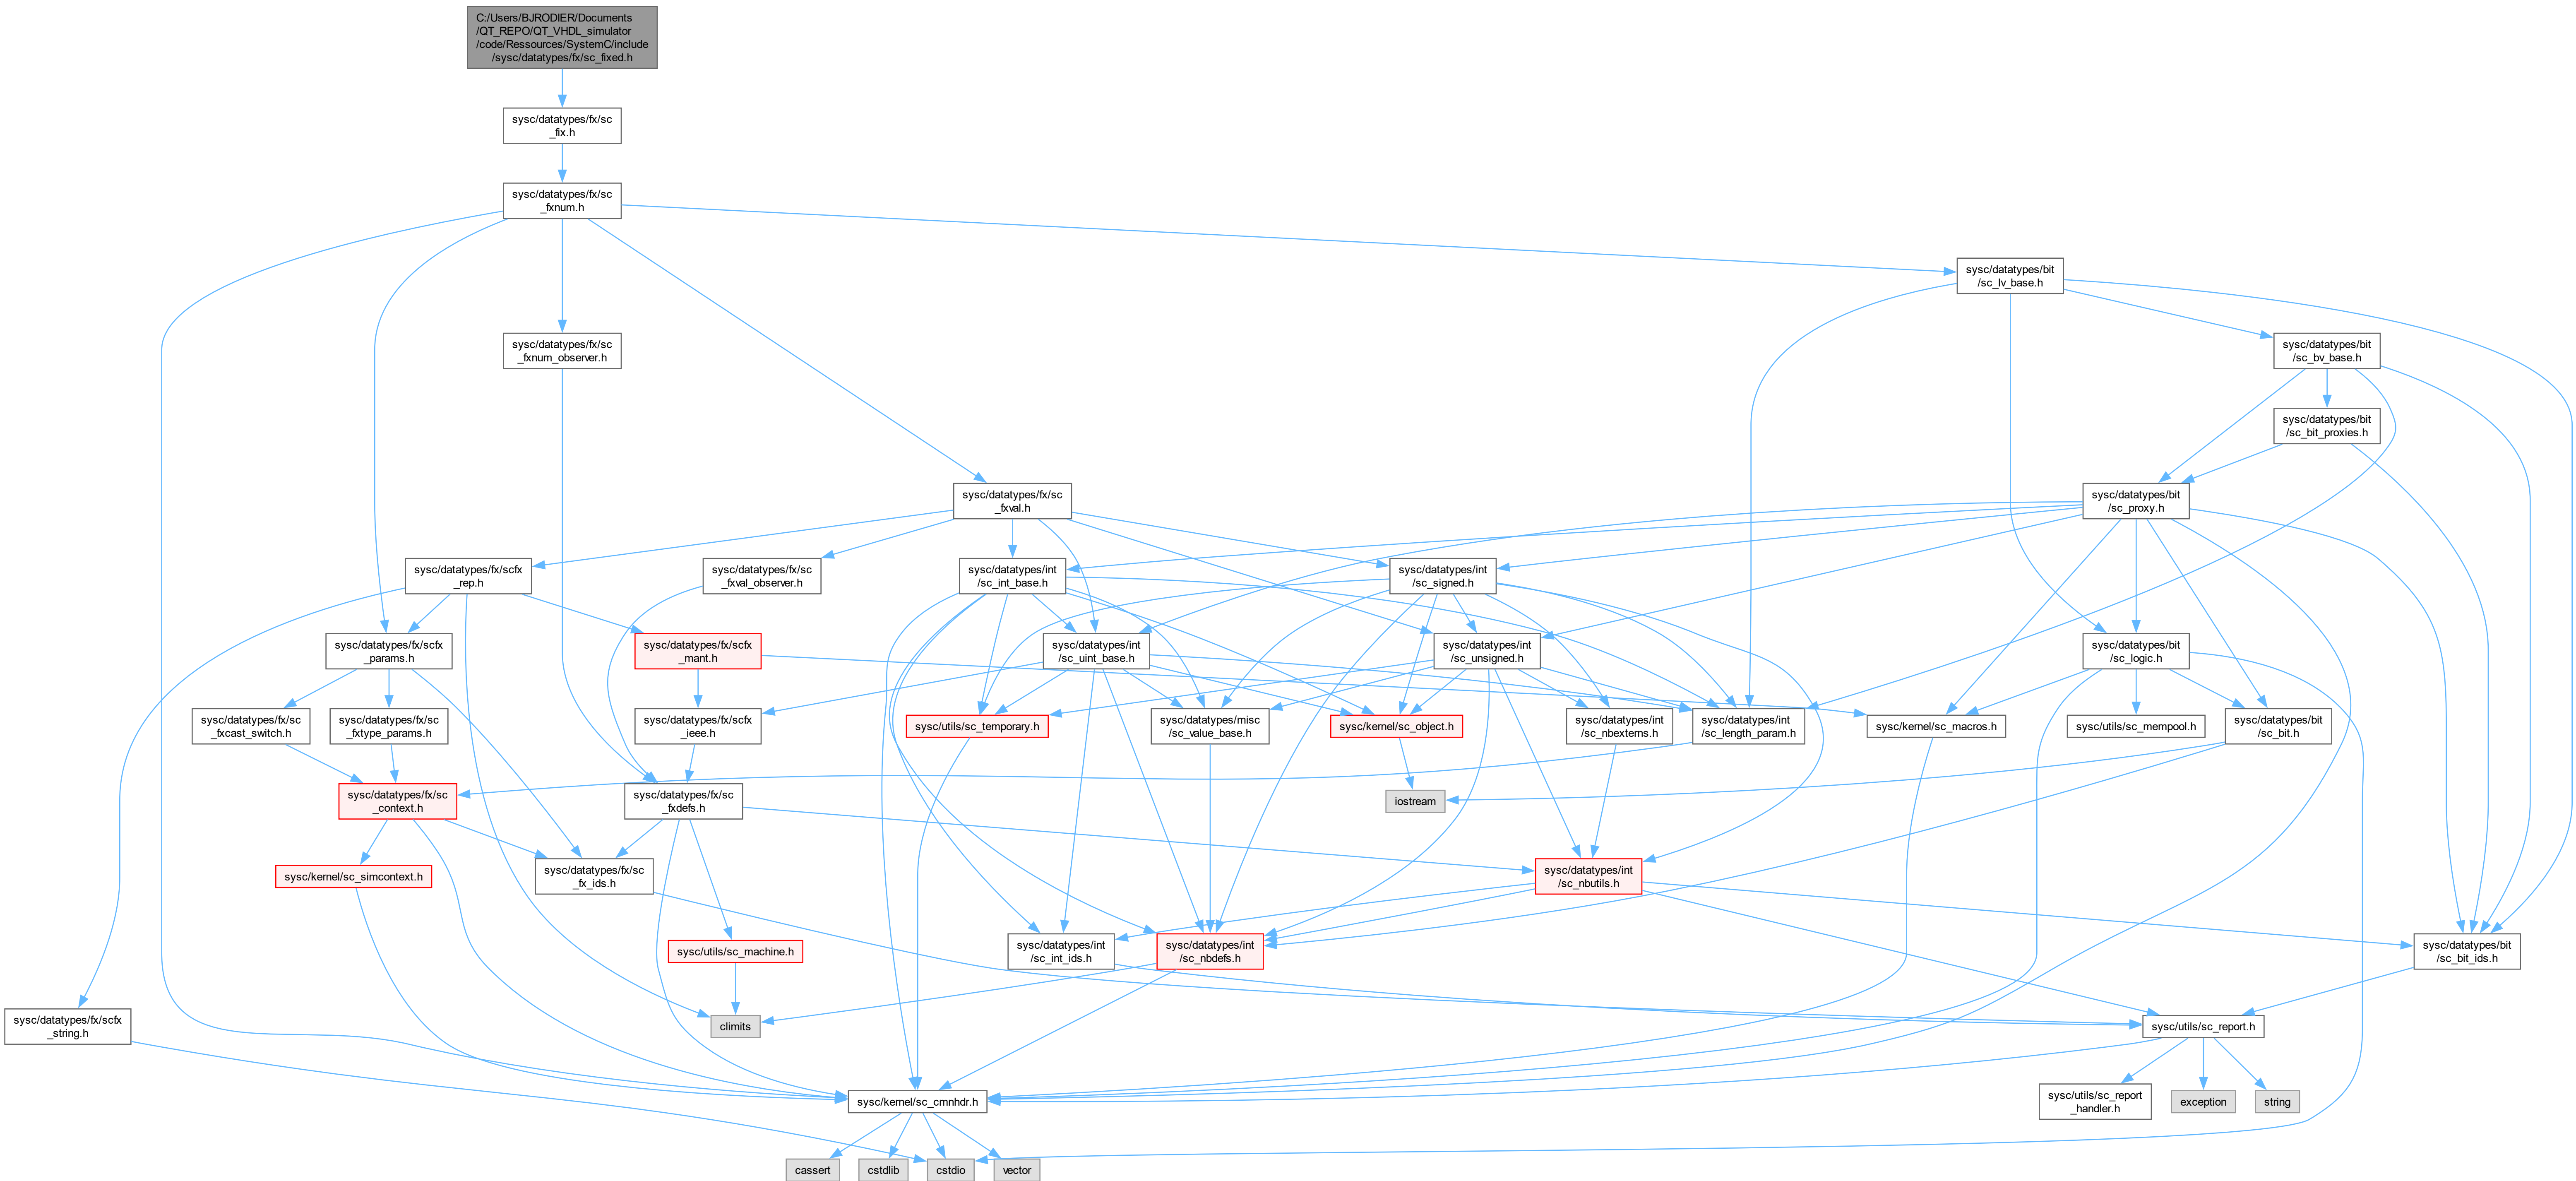 C:/Users/BJRODIER/Documents
/QT_REPO/QT_VHDL_simulator
/code/Ressources/SystemC/include
/sysc/datatypes/fx/sc_fixed.h
sysc/datatypes/fx/sc
_fix.h
sysc/datatypes/fx/sc
_fxnum.h
sysc/datatypes/bit
/sc_lv_base.h
sysc/datatypes/fx/sc
_fxnum_observer.h
sysc/datatypes/bit
/sc_bv_base.h
sysc/datatypes/bit
/sc_bit_proxies.h
sysc/datatypes/fx/sc
_fxval.h
sysc/datatypes/bit
/sc_proxy.h
sysc/datatypes/fx/scfx
_rep.h
sysc/datatypes/fx/sc
_fxval_observer.h
sysc/datatypes/int
/sc_int_base.h
sysc/datatypes/int
/sc_signed.h
sysc/datatypes/fx/scfx
_params.h
sysc/datatypes/fx/scfx
_mant.h
sysc/datatypes/int
/sc_uint_base.h
sysc/datatypes/int
/sc_unsigned.h
sysc/datatypes/bit
/sc_logic.h
sysc/datatypes/fx/sc
_fxcast_switch.h
sysc/datatypes/fx/sc
_fxtype_params.h
sysc/datatypes/fx/scfx
_ieee.h
sysc/utils/sc_temporary.h
sysc/datatypes/misc
/sc_value_base.h
sysc/kernel/sc_object.h
sysc/datatypes/int
/sc_nbexterns.h
sysc/datatypes/int
/sc_length_param.h
sysc/kernel/sc_macros.h
sysc/utils/sc_mempool.h
sysc/datatypes/bit
/sc_bit.h
sysc/datatypes/fx/sc
_context.h
sysc/datatypes/fx/sc
_fxdefs.h
iostream
sysc/kernel/sc_simcontext.h
sysc/datatypes/fx/sc
_fx_ids.h
sysc/datatypes/int
/sc_nbutils.h
sysc/utils/sc_machine.h
sysc/datatypes/int
/sc_int_ids.h
sysc/datatypes/int
/sc_nbdefs.h
sysc/datatypes/bit
/sc_bit_ids.h
sysc/datatypes/fx/scfx
_string.h
climits
sysc/utils/sc_report.h
sysc/kernel/sc_cmnhdr.h
sysc/utils/sc_report
_handler.h
exception
string
cassert
cstdlib
cstdio
vector